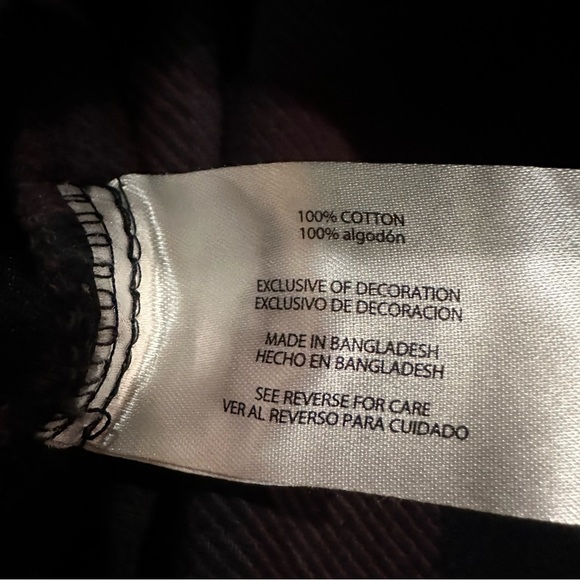 100% COTTON
100% algodón
EXCLUSIVE OF DECORATION
EXCLUSIVO DE DECORACION
MADE IN BANGLADESH
HECHO EN BANGLADESH
SEE REVERSE FOR CARE
VER AL REVERSO PARA CUIDADO